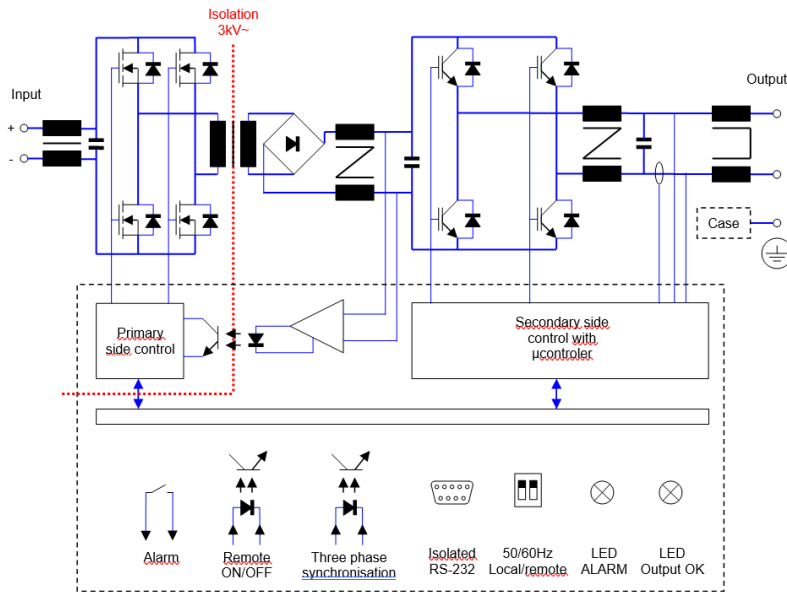 Isolation
3kV~
Input
+
-
Output
Case
Primary
side control
Secondary side
control with
µcontroler
Alarm
Remote
ON/OFF
Three phase
synchronisation
Isolated
RS-232
50/60Hz
Local/remote
LED
ALARM
LED
Output OK